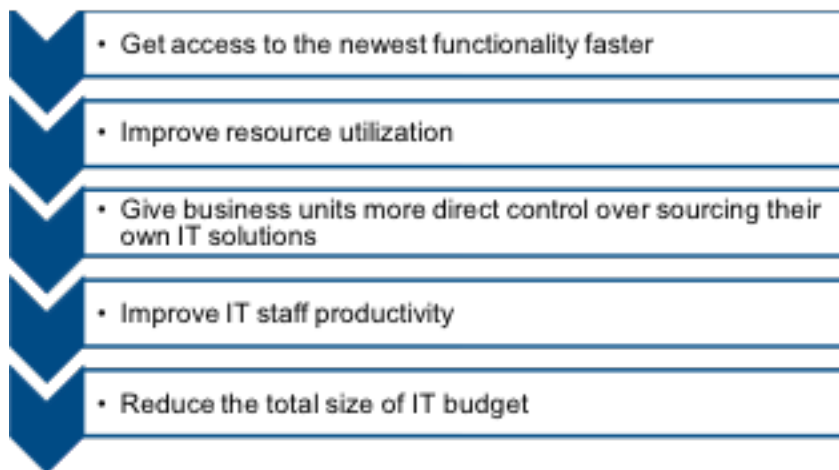 • Get access to the newest functionality faster
• Improve resource utilization
• Give business units more direct control over sourcing their
own IT solutions
• Improve IT staff productivity
• Reduce the total size of IT budget